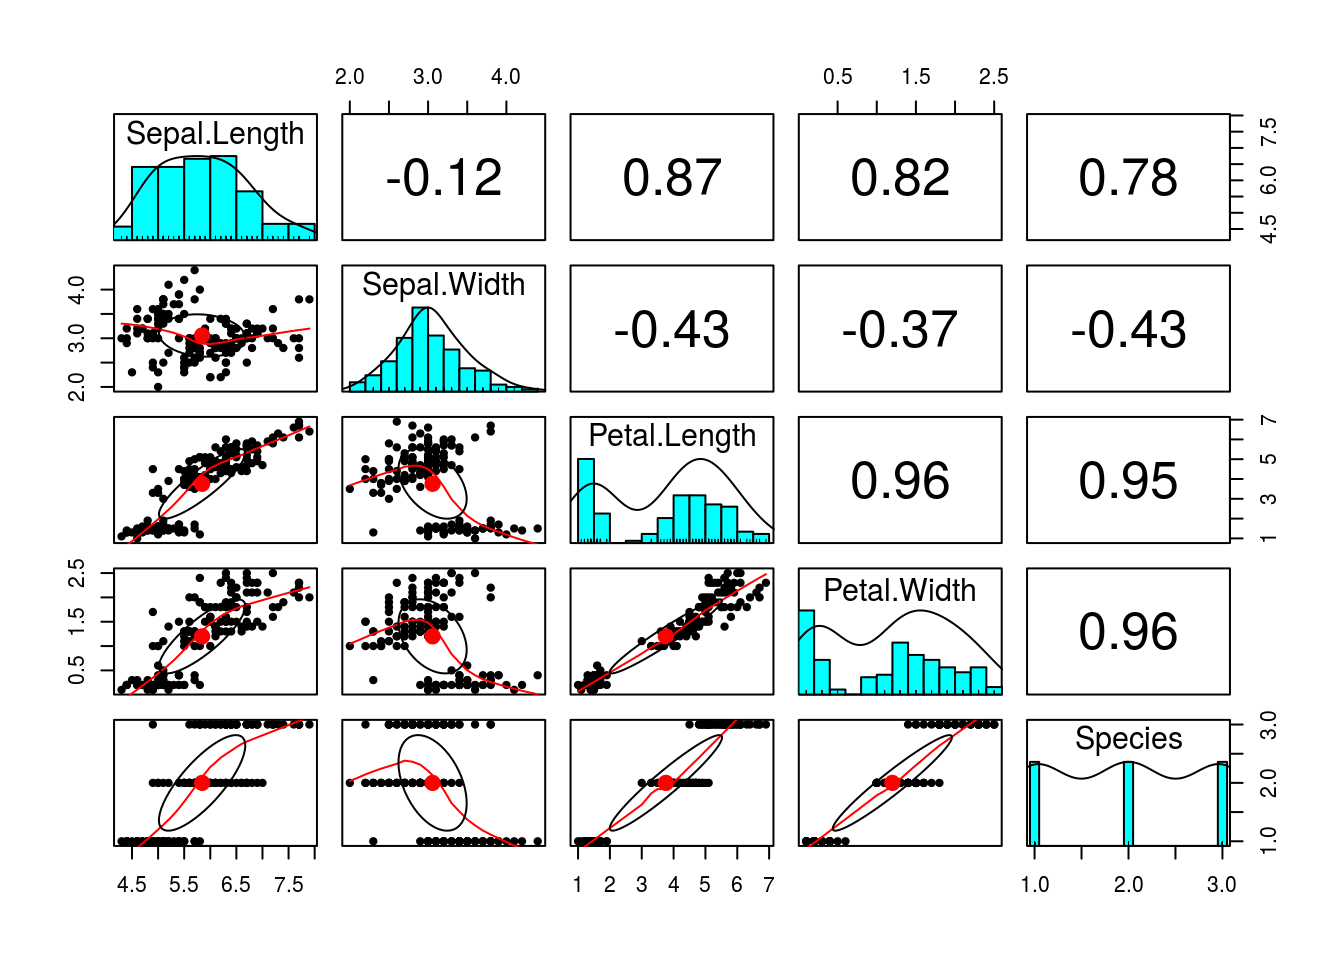 2.0 3.0 4.0 0.5 1.5 2.5
Sepal.Length -0.12 0.87 0.82 0.78
4.5 6.0 7.5
Sepal.Width -0.43 -0.37 -0.43
2.0 3.0 4.0
Petal.Length 0.96 0.95
1 3 5 7
Petal.Width 0.96
0.5 1.5 2.5
Species
1.0 2.0 3.0
4.5 5.5 6.5 7.5 1 2 3 4 5 6 7 1.0 2.0 3.0